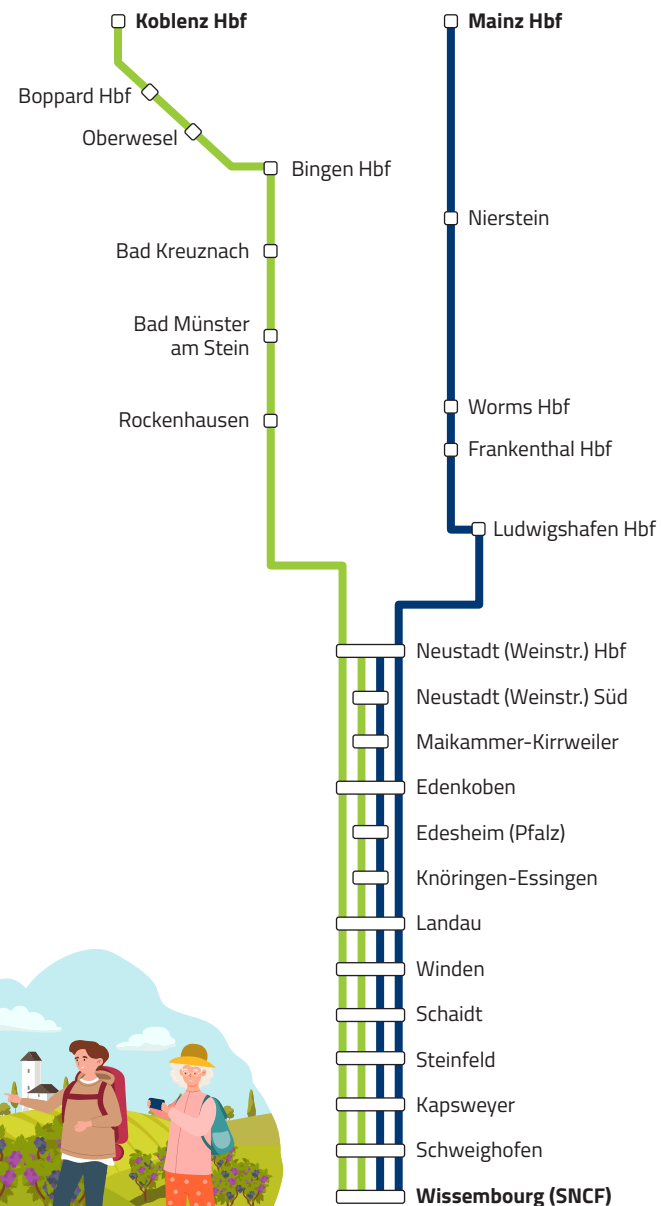 Koblenz Hbf
Mainz Hbf
Boppard Hbf
Oberwesel
Bingen Hbf
Nierstein
Bad Kreuznach
Bad Münster
am Stein
Worms Hbf
Rockenhausen
Frankenthal Hbf
Ludwigshafen Hbf
Neustadt (Weinstr.) Hbf
Neustadt (Weinstr.) Süd
Maikammer-Kirrweiler
Edenkoben
Edesheim (Pfalz)
Knöringen-Essingen
Landau
Winden
Schaidt
Steinfeld
Kapsweyer
Schweighofen
Wissembourg (SNCF)